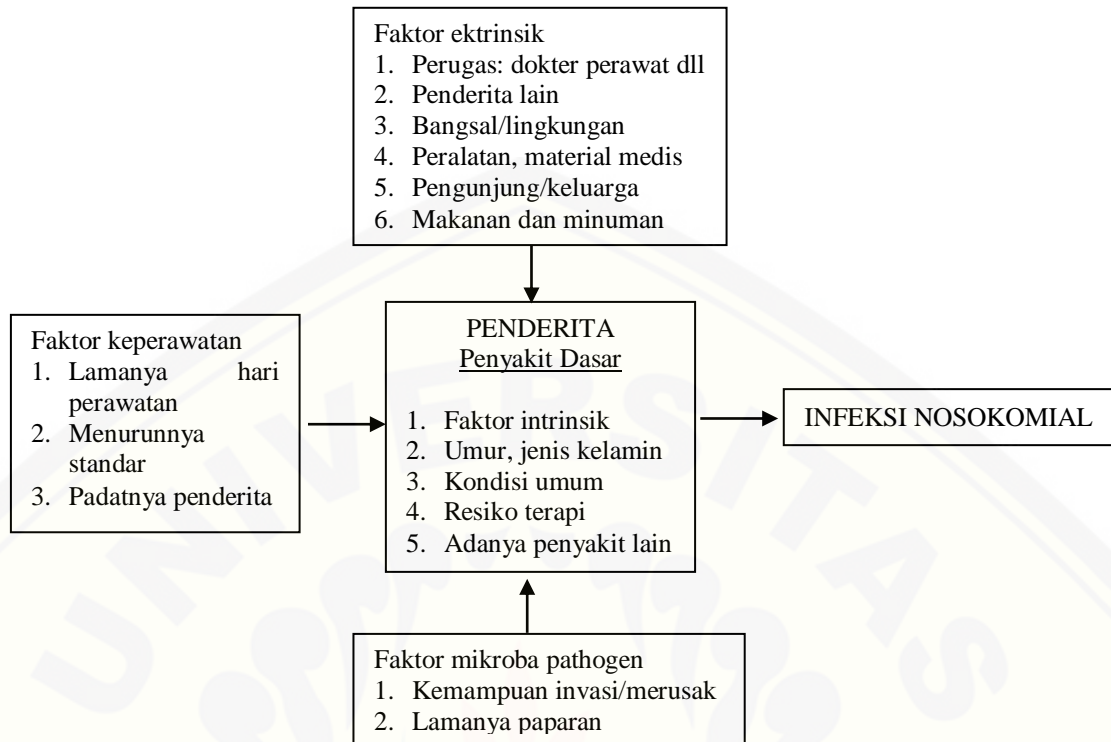 Faktor ektrinsik
1. Perugas: dokter perawat dll
2. Penderita lain
3. Bangsal/lingkungan
4. Peralatan, material medis
5. Pengunjung/keluarga
6. Makanan dan minuman
Faktor keperawatan
1. Lamanya hari
perawatan
2. Menurunnya
standar
3. Padatnya penderita
PENDERITA
Penyakit Dasar
1. Faktor intrinsik
2. Umur, jenis kelamin
3. Kondisi umum
4. Resiko terapi
5. Adanya penyakit lain
INFEKSI NOSOKOMIAL
Faktor mikroba pathogen
1. Kemampuan invasi/merusak
2. Lamanya paparan
UNIVERSITAS